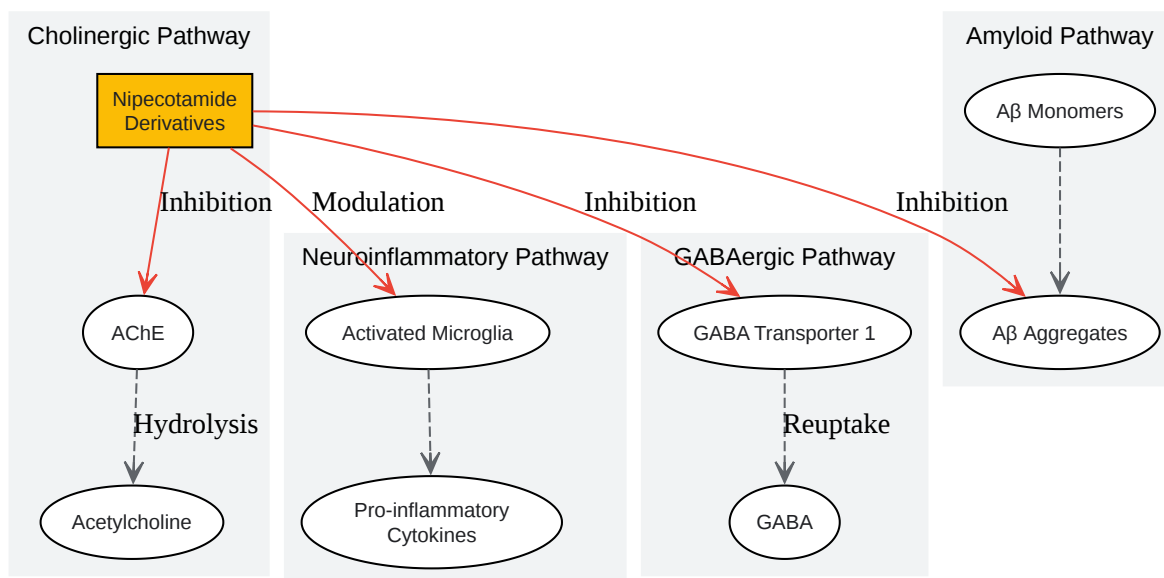 Cholinergic Pathway
Amyloid Pathway
Nipecotamide
Derivatives
Aβ Monomers
Inhibition
Modulation
Inhibition
Inhibition
Neuroinflammatory Pathway
GABAergic Pathway
AChE
Activated Microglia
GABA Transporter 1
Aβ Aggregates
Hydrolysis
Reuptake
Acetylcholine
Pro-inflammatory
Cytokines
GABA